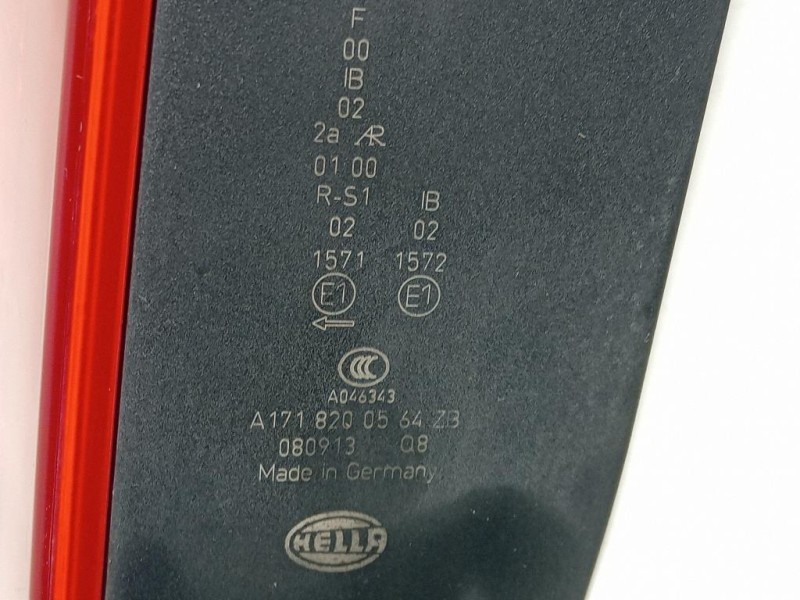 F
00
IB
02
2a AR
01 00
R-S1 IB
02 02
1571 1572
E1 E1
CCC
A046343
A171 820 05 64 ZB
080913 Q8
Made in Germany
HELLA